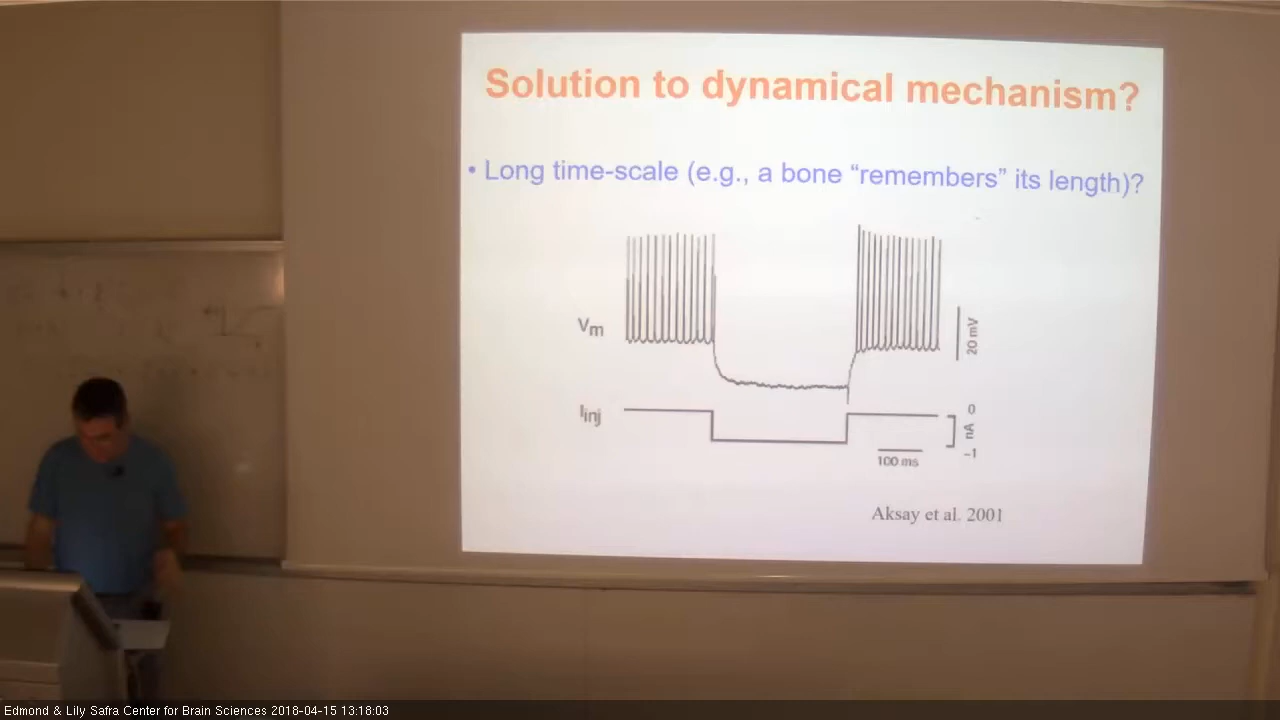 Solution to dynamical mechanism?
• Long time-scale (e.g., a bone “remembers” its length)?
Vm
20 mV
Iinj
0
nA
-1
100 ms
Aksay et al. 2001
Edmond & Lily Safra Center for Brain Sciences 2018-04-15 13:18:03